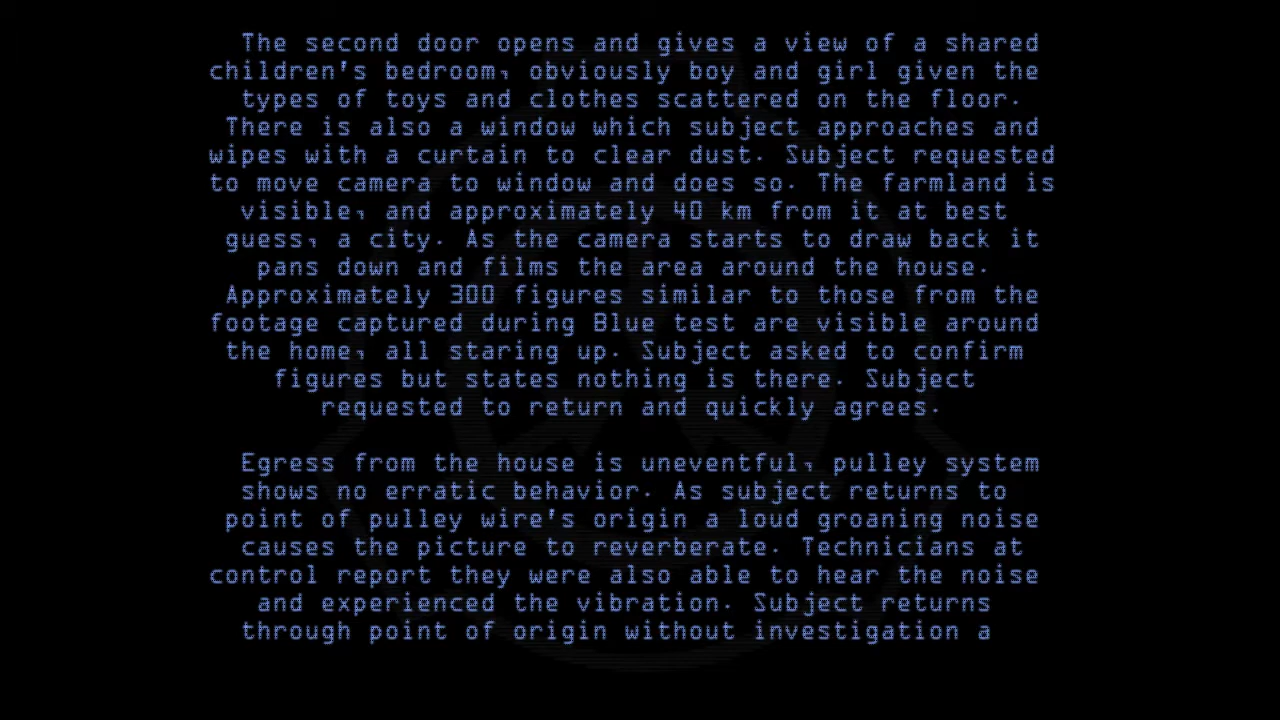 The second door opens and gives a view of a shared
children's bedroom, obviously boy and girl given the
types of toys and clothes scattered on the floor.
There is also a window which subject approaches and
wipes with a curtain to clear dust. Subject requested
to move camera to window and does so. The farmland is
visible, and approximately 40 km from it at best
guess, a city. As the camera starts to draw back it
pans down and films the area around the house.
Approximately 300 figures similar to those from the
footage captured during Blue test are visible around
the home, all staring up. Subject asked to confirm
figures but states nothing is there. Subject
requested to return and quickly agrees.
Egress from the house is uneventful, pulley system
shows no erratic behavior. As subject returns to
point of pulley wire's origin a loud groaning noise
causes the picture to reverberate. Technicians at
control report they were also able to hear the noise
and experienced the vibration. Subject returns
through point of origin without investigation a